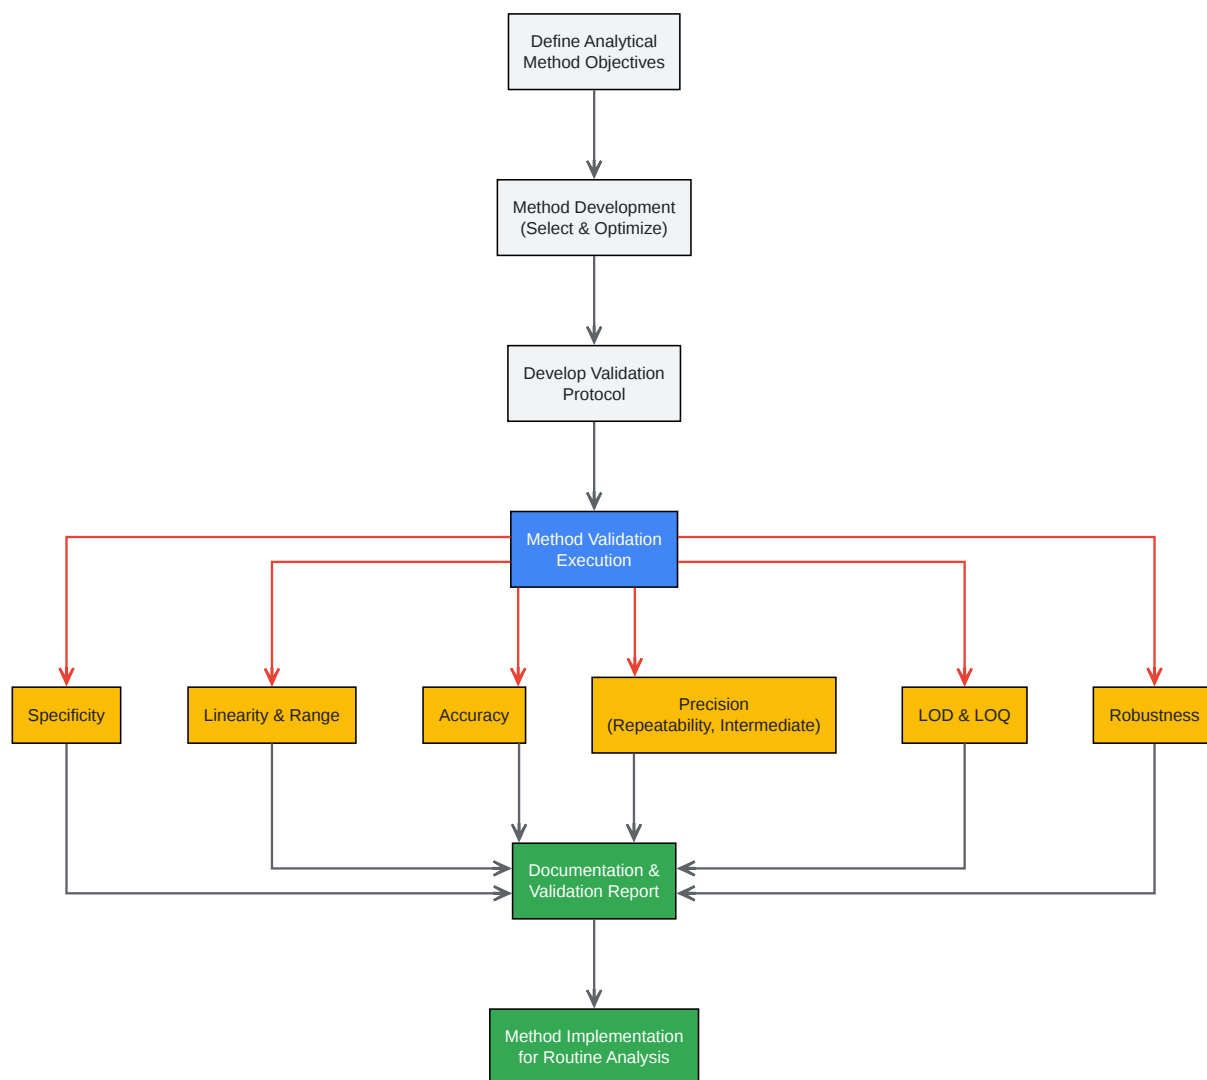 Define Analytical
Method Objectives
Method Development
(Select & Optimize)
Develop Validation
Protocol
Method Validation
Execution
Specificity
Linearity & Range
Accuracy
Precision
(Repeatability, Intermediate)
LOD & LOQ
Robustness
Documentation &
Validation Report
Method Implementation
for Routine Analysis